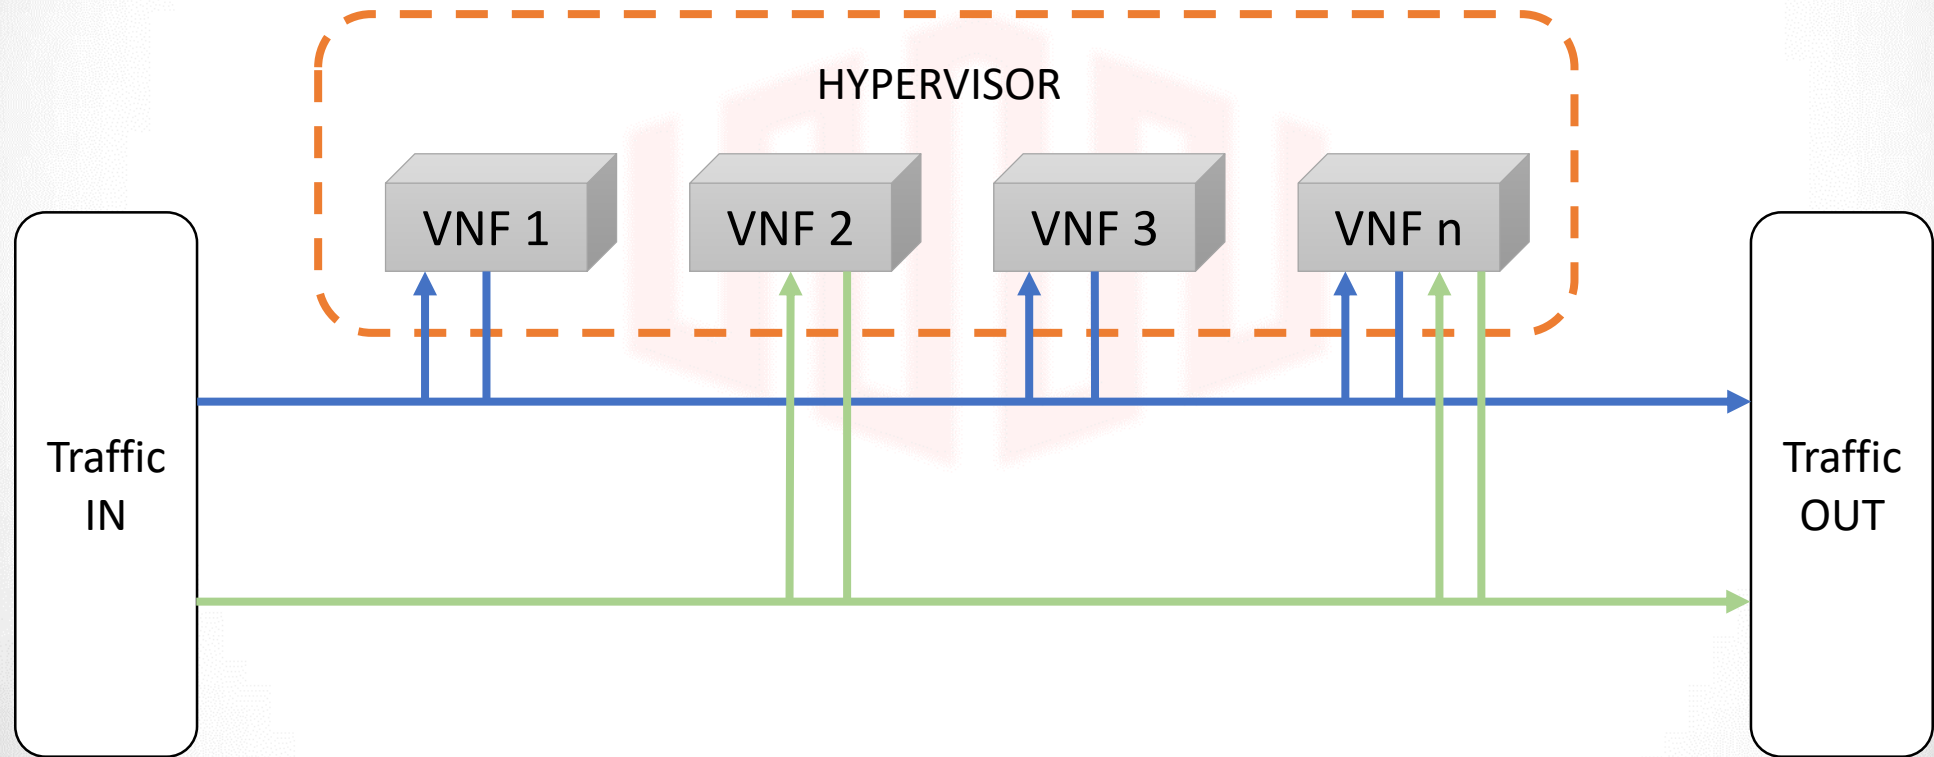 HYPERVISOR
VNF 1
VNF 2
VNF 3
VNF n
Traffic
IN
Traffic
OUT